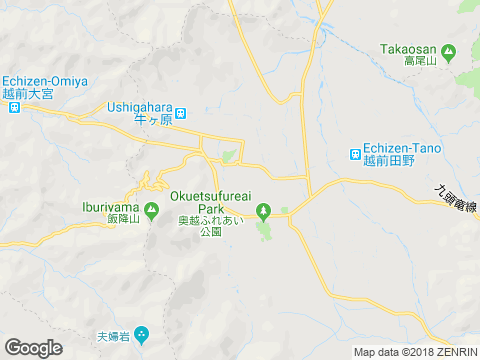 Takaosan
高尾山
Echizen-Omiya
越前大宮
Ushigahara
牛ヶ原
Echizen-Tano
越前田野
九頭竜線
Iburiyama
飯降山
Okuetsufureai
Park
奥越ふれあい
公園
夫婦岩
Google
Map data ©2018 ZENRIN